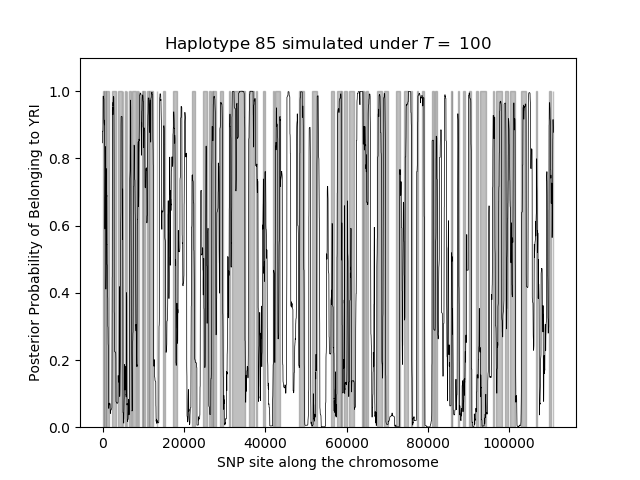 Haplotype 85 simulated under T = 100
Posterior Probability of Belonging to YRI
1.0
0.8
0.6
0.4
0.2
0.0
0 20000 40000 60000 80000 100000
SNP site along the chromosome